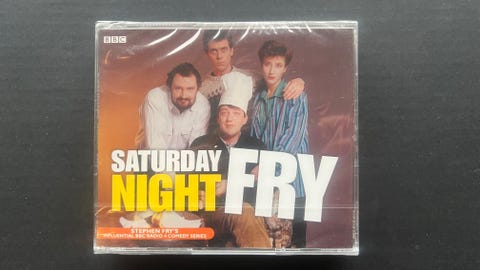 BBC
SATURDAY
NIGHT FRY
STEPHEN FRY'S
INFLUENTIAL BBC RADIO 4 COMEDY SERIES